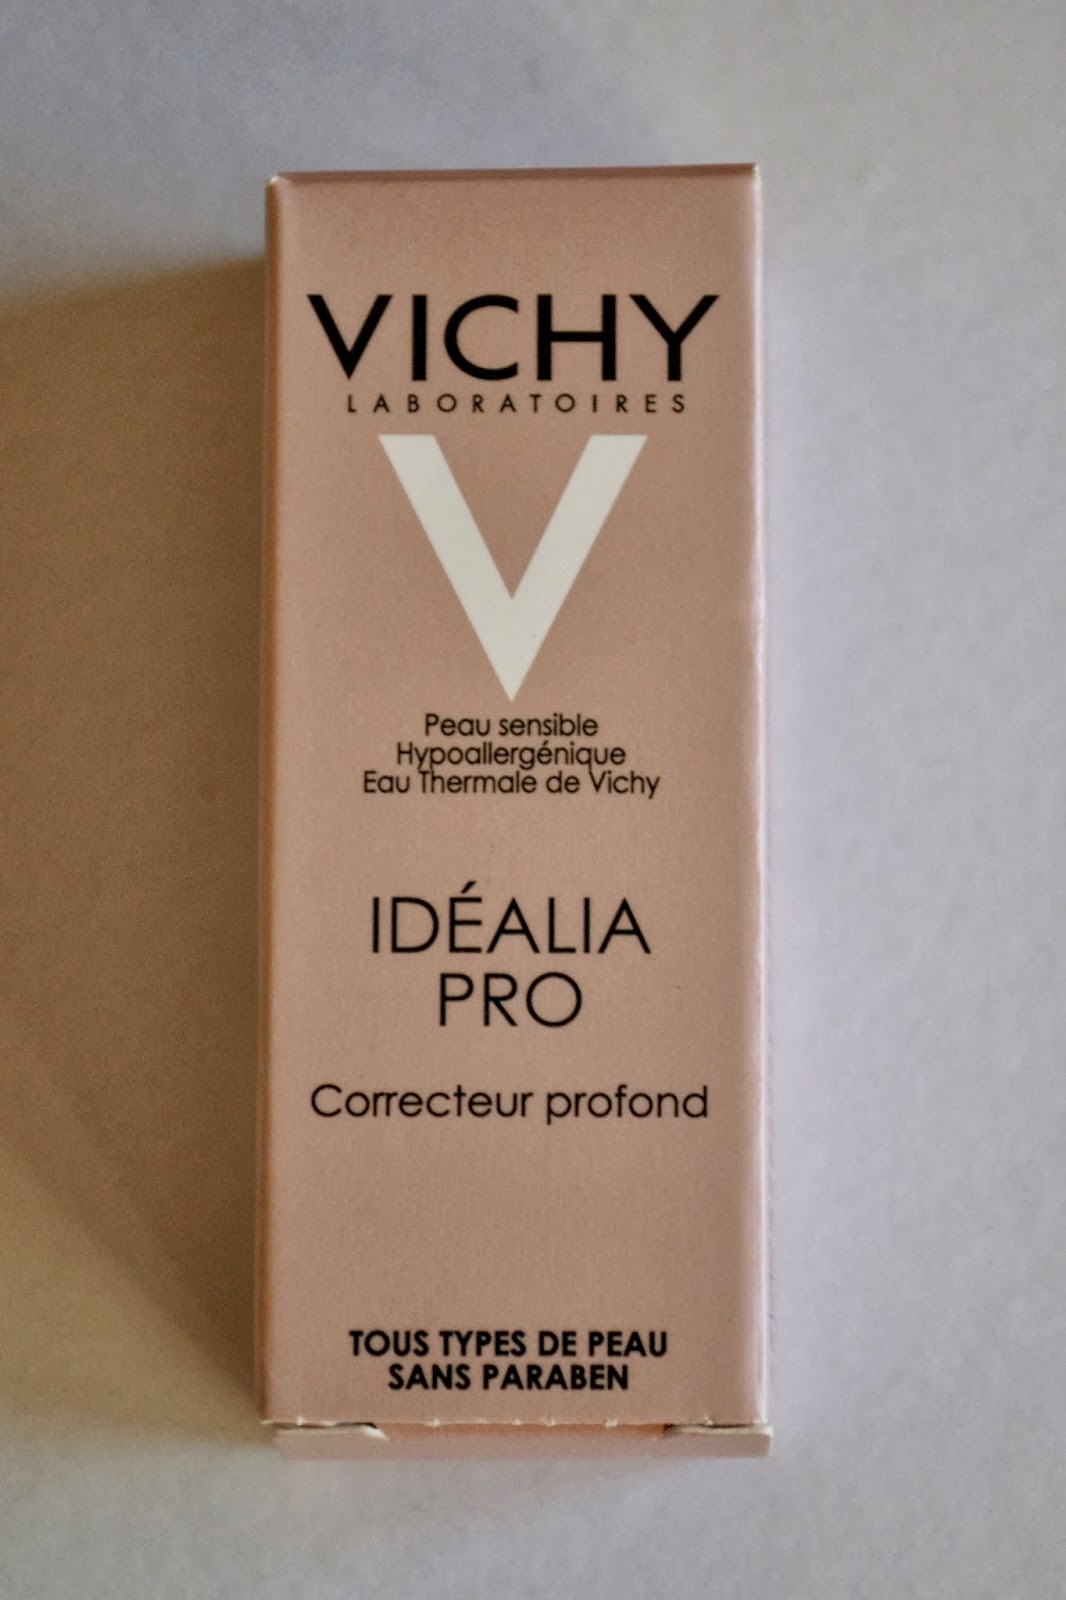 VICHY
LABORATOIRES
V
Peau sensible
Hypoallergénique
Eau Thermale de Vichy
IDÉALIA
PRO
Correcteur profond
TOUS TYPES DE PEAU
SANS PARABEN